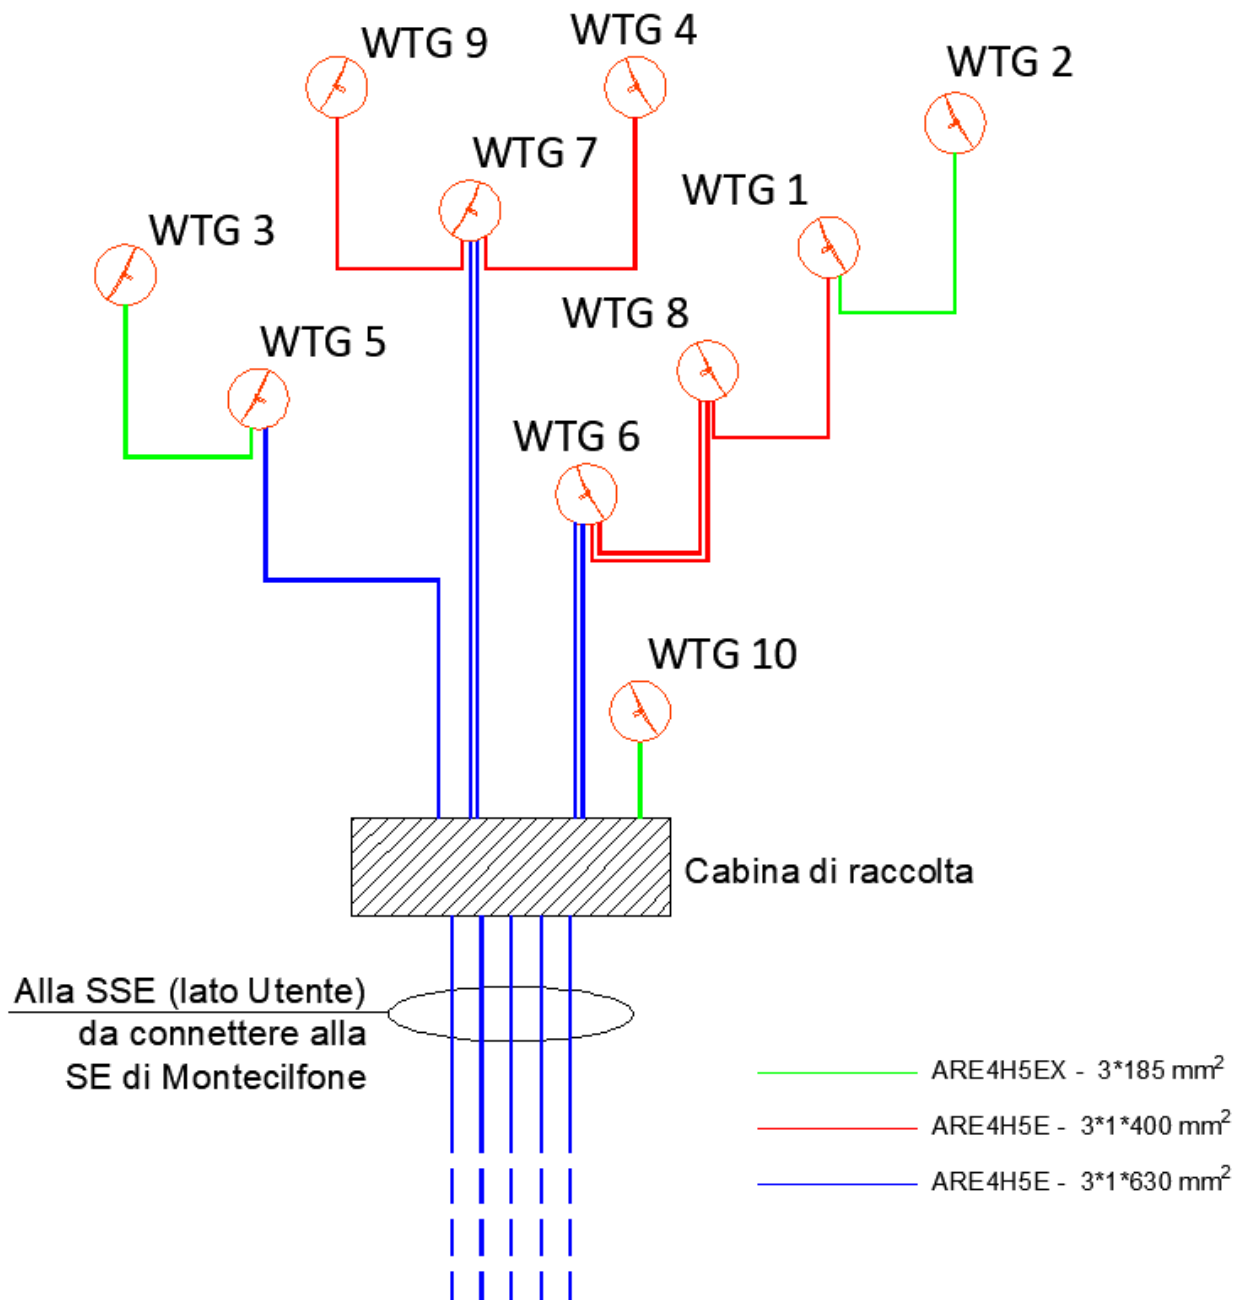 WTG 9
WTG 4
WTG 2
WTG 7
WTG 1
WTG 3
WTG 8
WTG 5
WTG 6
WTG 10
Cabina di raccolta
Alla SSE (lato Utente)
da connettere alla
SE di Montecilfone
ARE4H5EX - 3*185 mm²
ARE4H5E - 3*1*400 mm²
ARE4H5E - 3*1*630 mm²